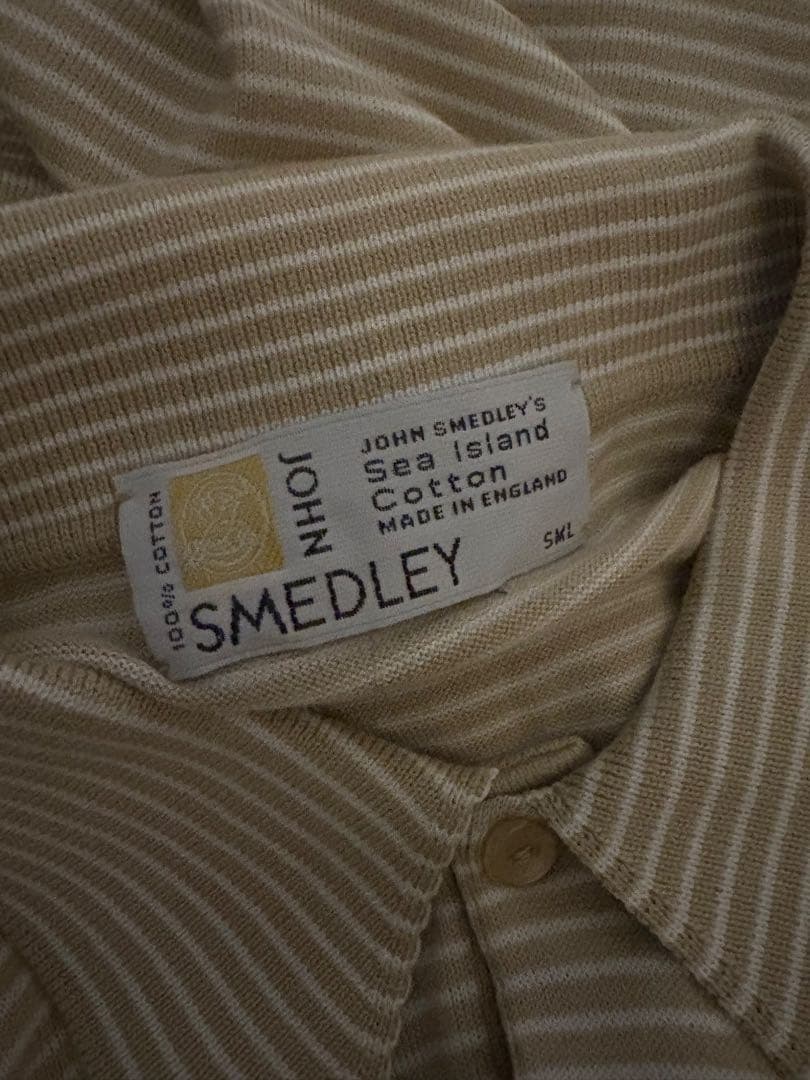 100% COTTON
JOHN
SMEDLEY
JOHN SMEDLEY'S
Sea Island
Cotton
MADE IN ENGLAND
SML